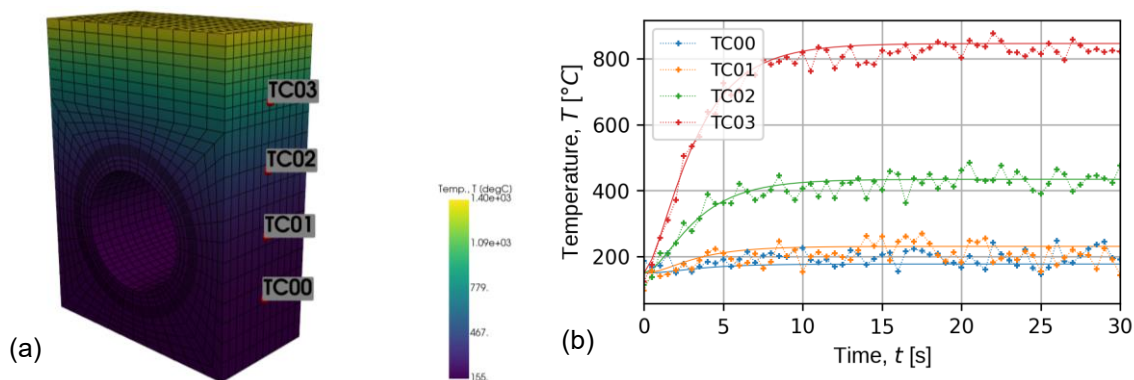 TC03
TC02
TC01
TC00
Temp., T (degC)
1.40e+03
1.09e+03
779.
467.
155.
(a)
800
600
400
200
0
5
10
15
20
25
30
Temperature, T [°C]
Time, t [s]
TC00
TC01
TC02
TC03
(b)